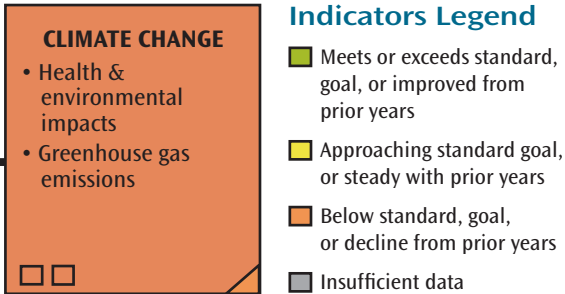 CLIMATE CHANGE
• Health &
environmental
impacts
• Greenhouse gas
emissions
Indicators Legend
Meets or exceeds standard,
goal, or improved from
prior years
Approaching standard goal,
or steady with prior years
Below standard, goal,
or decline from prior years
Insufficient data